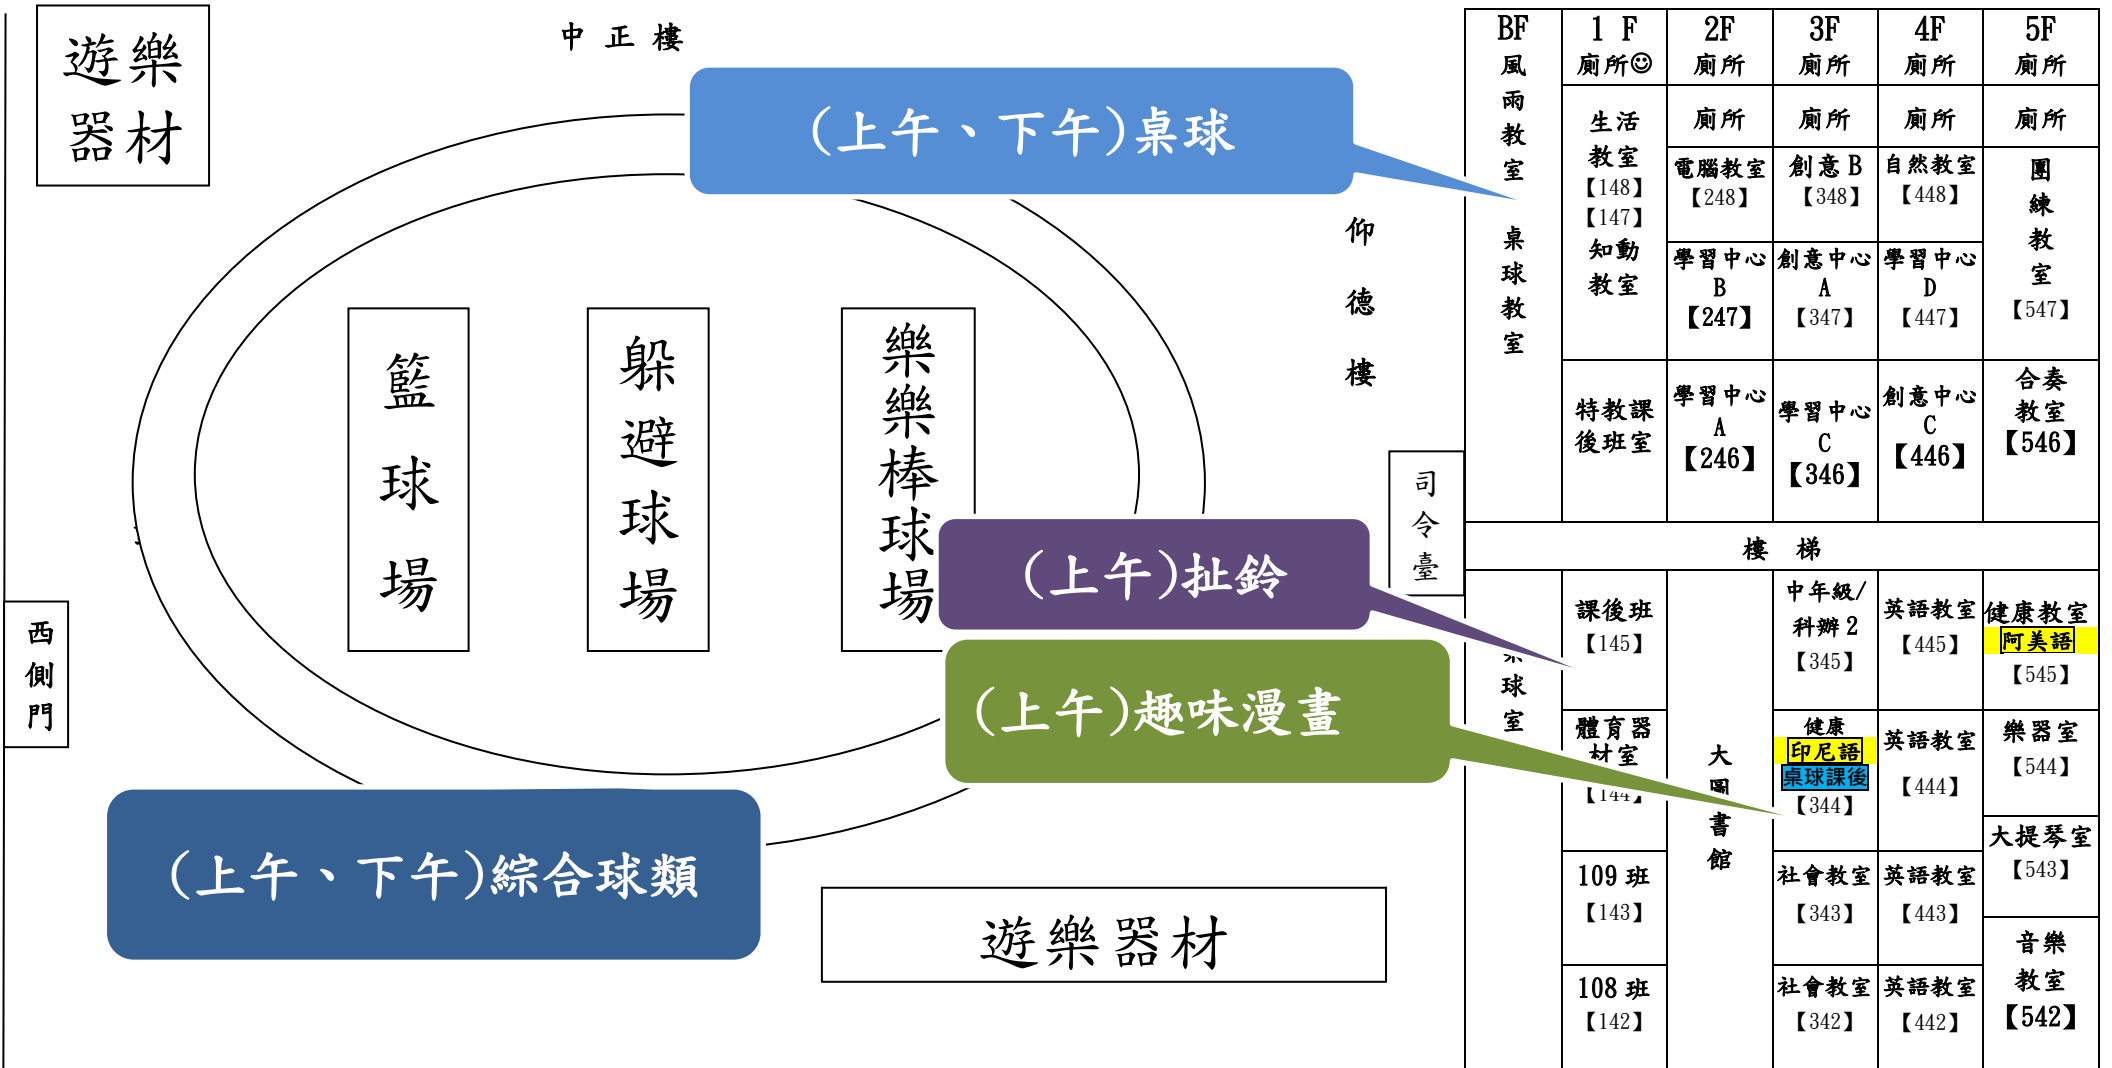 遊樂
器材
中正樓
(上午、下午)桌球
仰德樓
籃球場
躲避球場
樂樂棒球場
司令臺
(上午)扯鈴
(上午)趣味漫畫
西側門
(上午、下午)綜合球類
遊樂器材
BF
風雨教室
桌球教室
1 F
廁所☺
2F
廁所
3F
廁所
4F
廁所
5F
廁所
生活
教室
【148】
【147】
知動
教室
廁所
廁所
廁所
廁所
電腦教室
【248】
創意 B
【348】
自然教室
【448】
團練教室
【547】
學習中心
B
【247】
創意中心
A
【347】
學習中心
D
【447】
特教課
後班室
學習中心
A
【246】
學習中心
C
【346】
創意中心
C
【446】
合奏
教室
【546】
樓 梯
球室
課後班
【145】
大圖書館
中年級/
科辦 2
【345】
英語教室
【445】
健康教室
阿美語
【545】
體育器
材室
【144】
健康
印尼語
桌球課後
【344】
英語教室
【444】
樂器室
【544】
大提琴室
【543】
109 班
【143】
社會教室
【343】
英語教室
【443】
音樂
教室
【542】
108 班
【142】
社會教室
【342】
英語教室
【442】